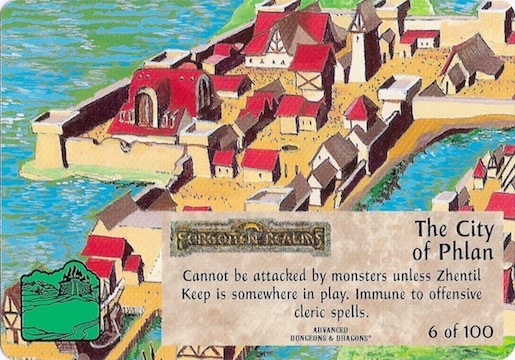 The City
of Phlan
FORGOTTEN REALMS
Cannot be attacked by monsters unless Zhentil
Keep is somewhere in play. Immune to offensive
cleric spells.
ADVANCED
DUNGEONS & DRAGONS®
6 of 100